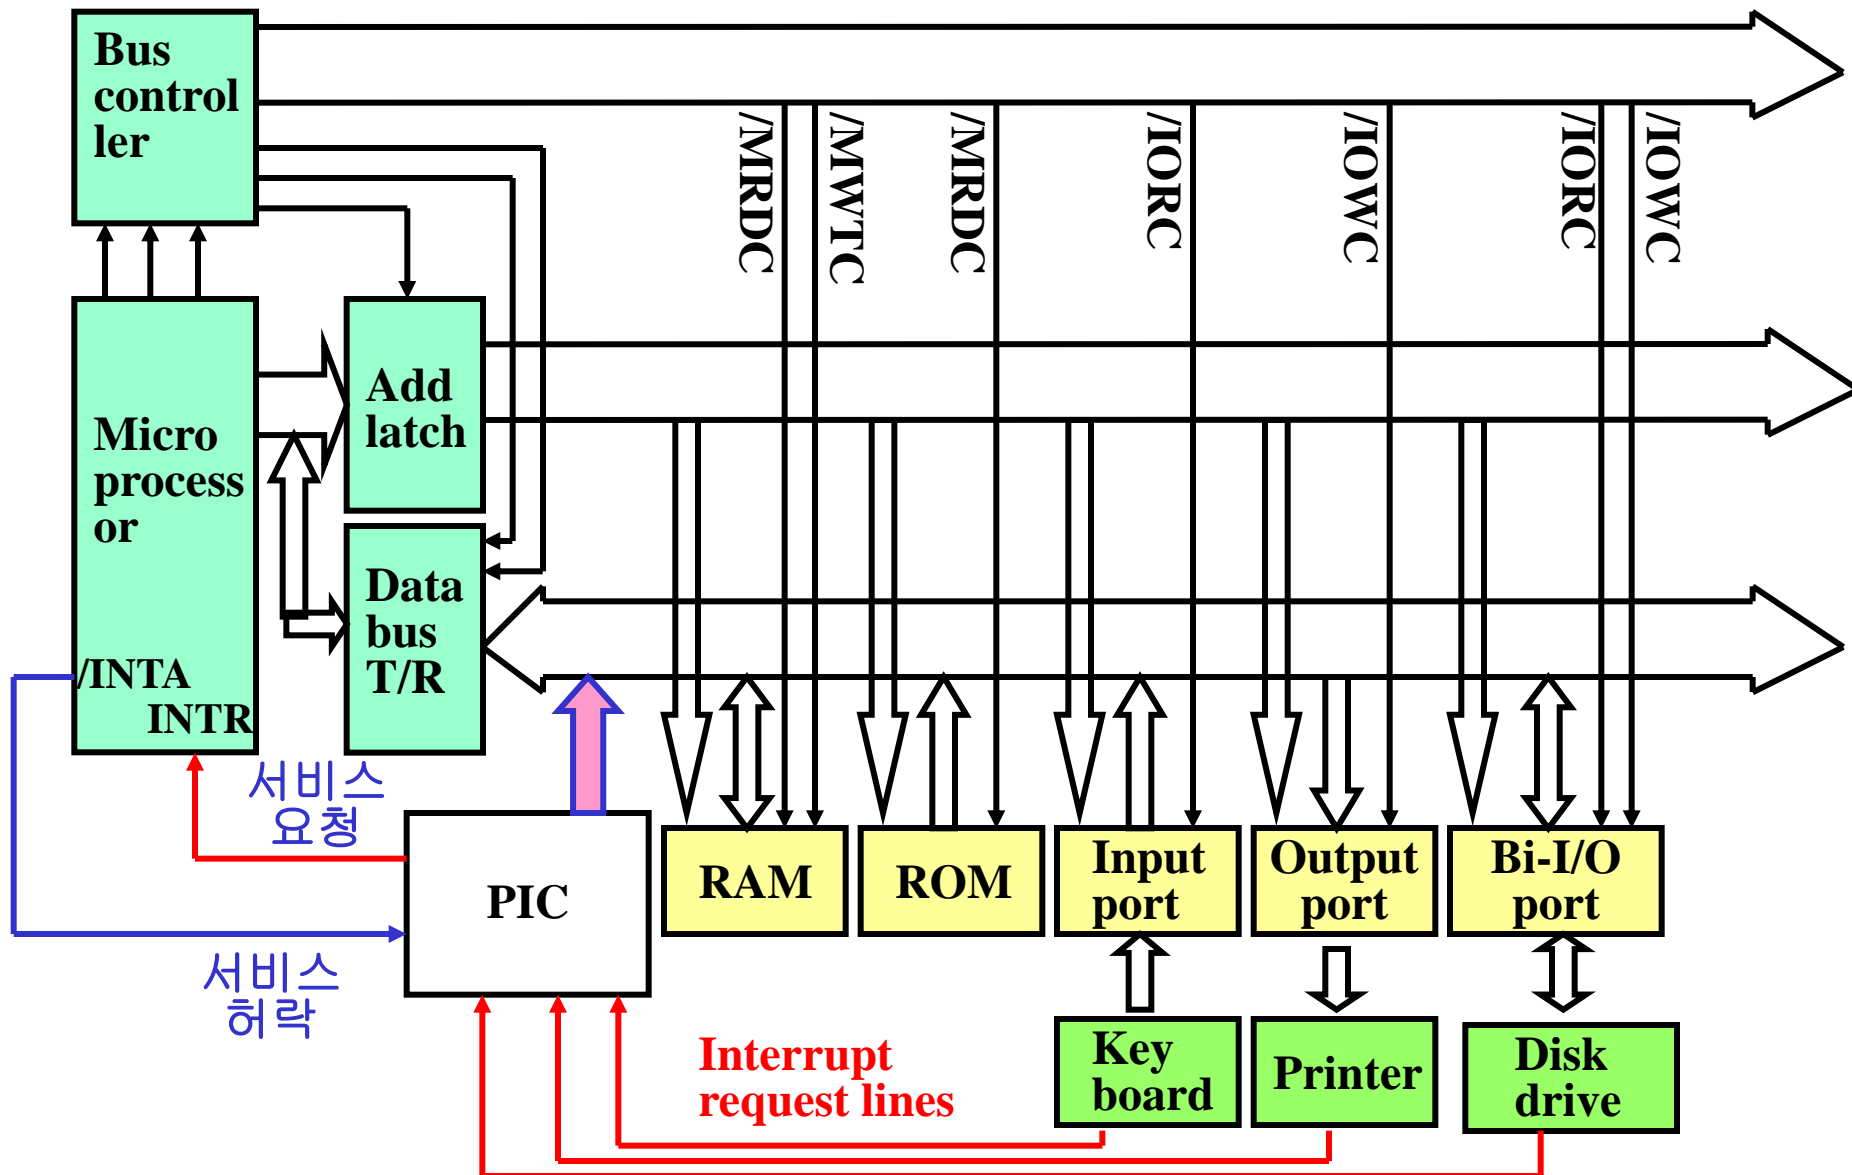 Bus
control
ler
/MRDC
/MWTC
/MRDC
/IORC
/IOWC
/IORC
/IOWC
Micro
process
or
/INTA
INTR
Add
latch
Data
bus
T/R
서비스
요청
서비스
허락
PIC
RAM
ROM
Input
port
Output
port
Bi-I/O
port
Interrupt
request lines
Key
board
Printer
Disk
drive